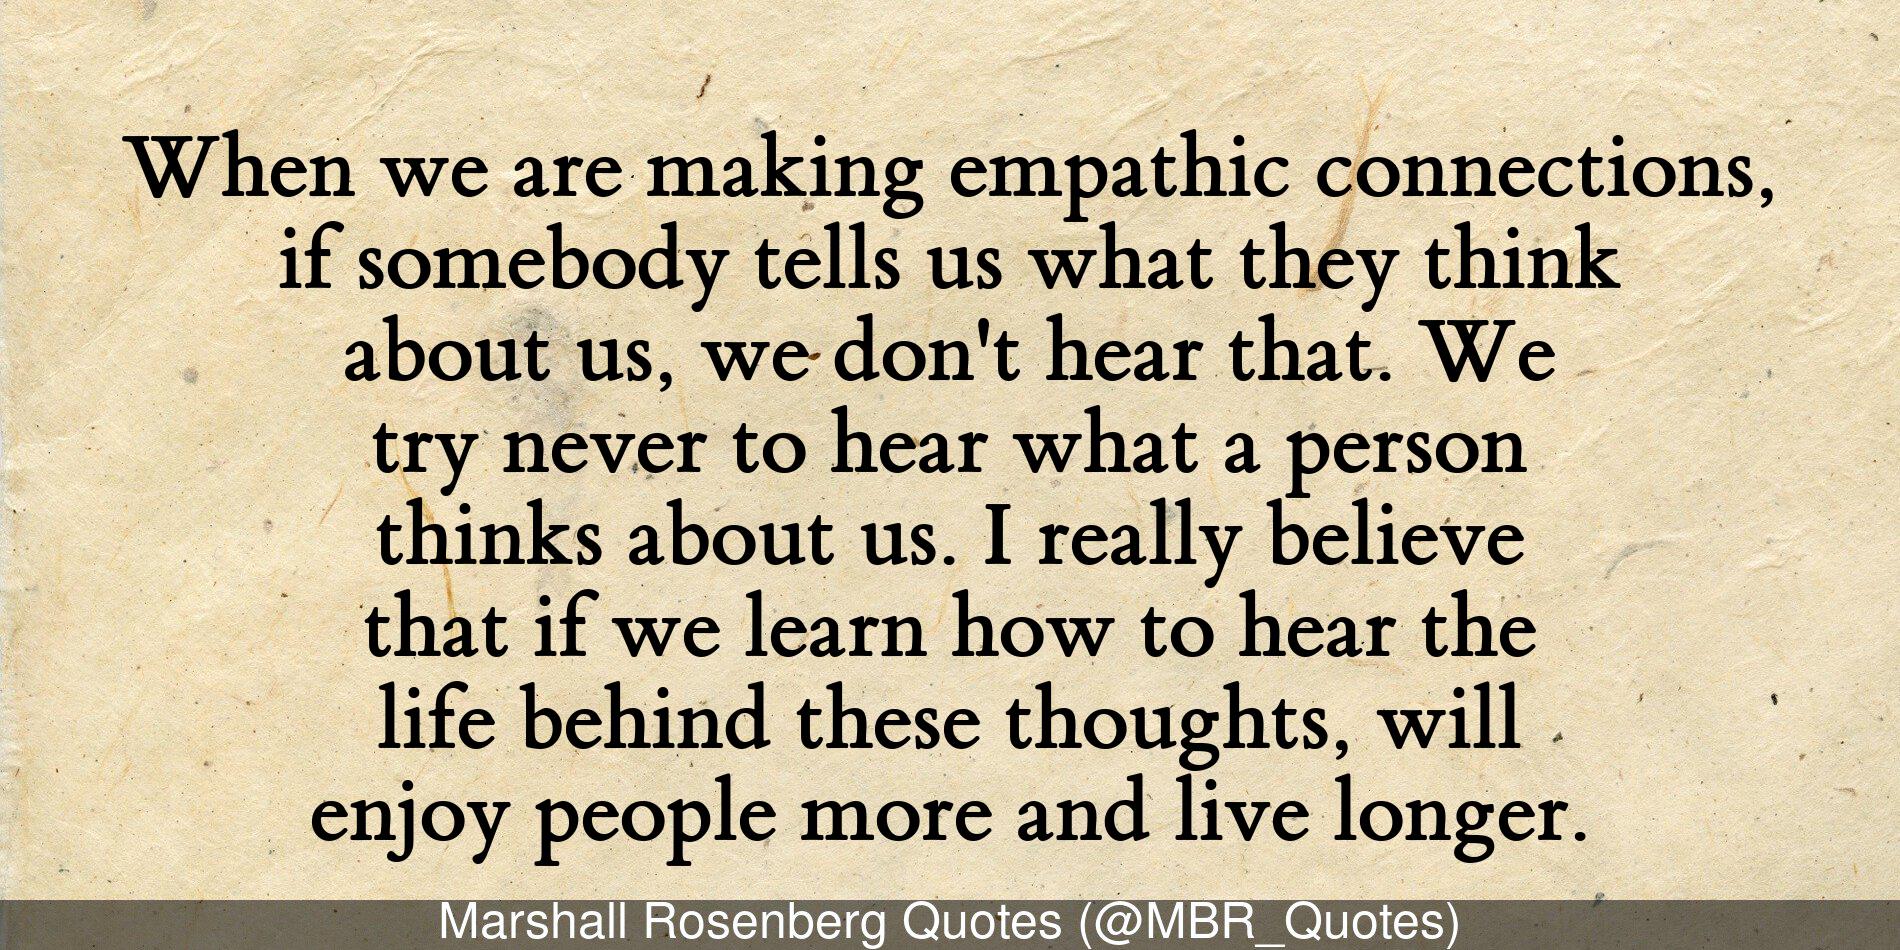 When we are making empathic connections,
if somebody tells us what they think
about us, we don't hear that. We
try never to hear what a person
thinks about us. I really believe
that if we learn how to hear the
life behind these thoughts, will
enjoy people more and live longer.
Marshall Rosenberg Quotes (@MBR_Quotes)